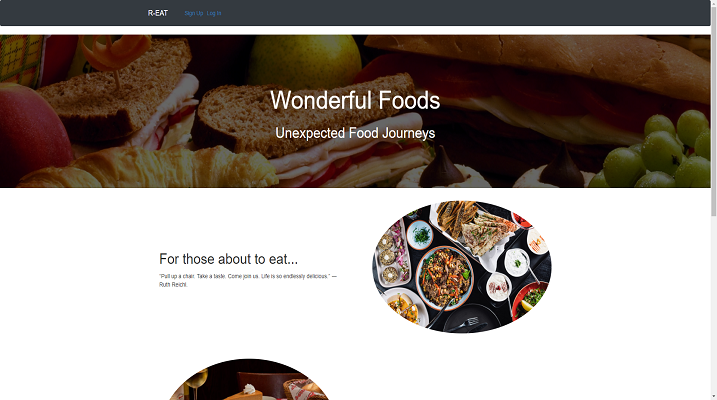 R-EAT
Sign Up Log in
Wonderful Foods
Unexpected Food Journeys
For those about to eat...
"Pull up a chair. Take a taste. Come join us. Life is so endlessly delicious." —
Ruth Reichl